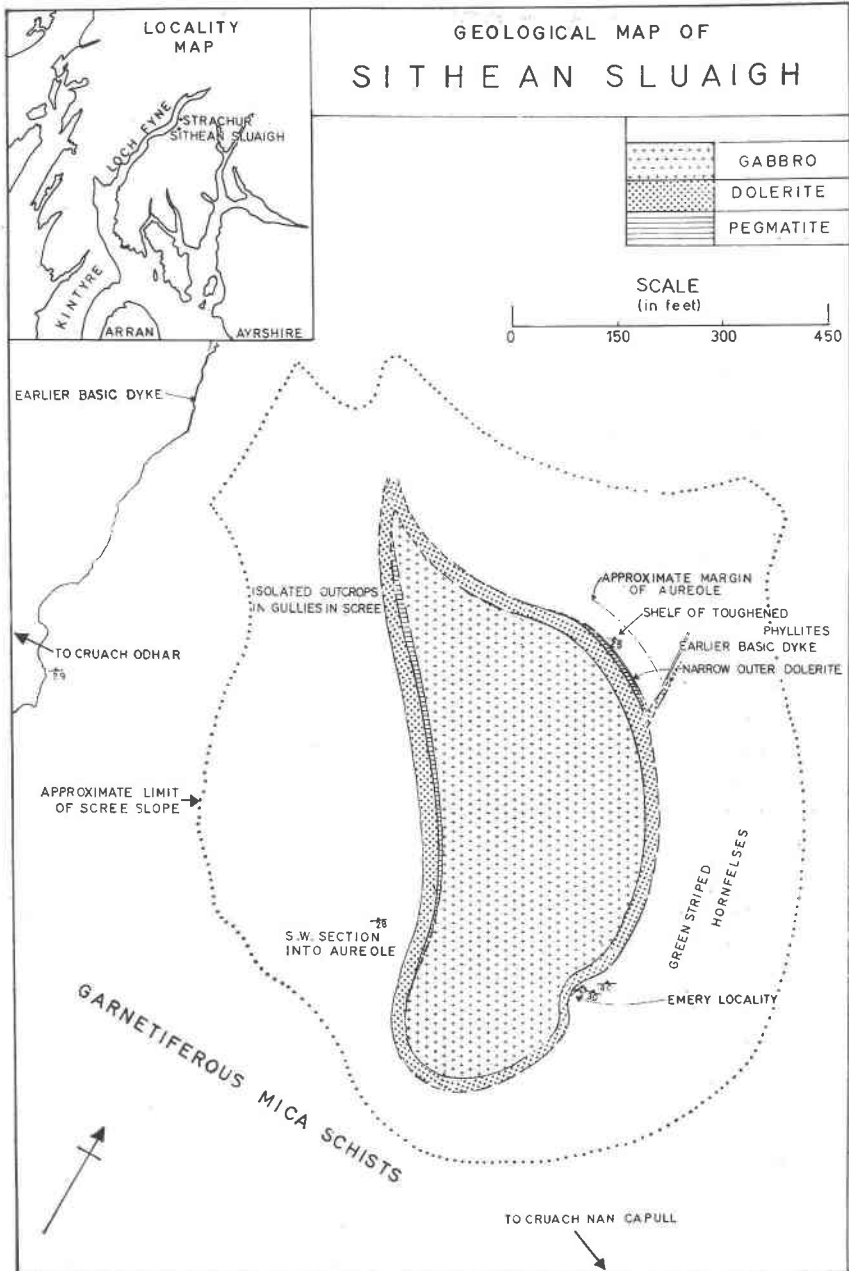 LOCALITY
MAP
STRACHUR
SITHEAN SLUAIGH
LOCH FYNE
KINTYRE
ARRAN
AYRSHIRE
GEOLOGICAL MAP OF
SITHEAN SLUAIGH
GABBRO
DOLERITE
PEGMATITE
SCALE
(in feet)
0 150 300 450
EARLIER BASIC DYKE
TO CRUACH ODHAR
29
ISOLATED OUTCROPS
IN GULLIES IN SCREE
APPROXIMATE MARGIN
OF AUREOLE
SHELF OF TOUGHENED
PHYLLITES
EARLIER BASIC DYKE
NARROW OUTER DOLERITE
APPROXIMATE LIMIT
OF SCREE SLOPE
GREEN STRIPED
HORNFELSES
28
S.W. SECTION
INTO AUREOLE
EMERY LOCALITY
GARNETIFEROUS MICA SCHISTS
TO CRUACH NAN CAPULL